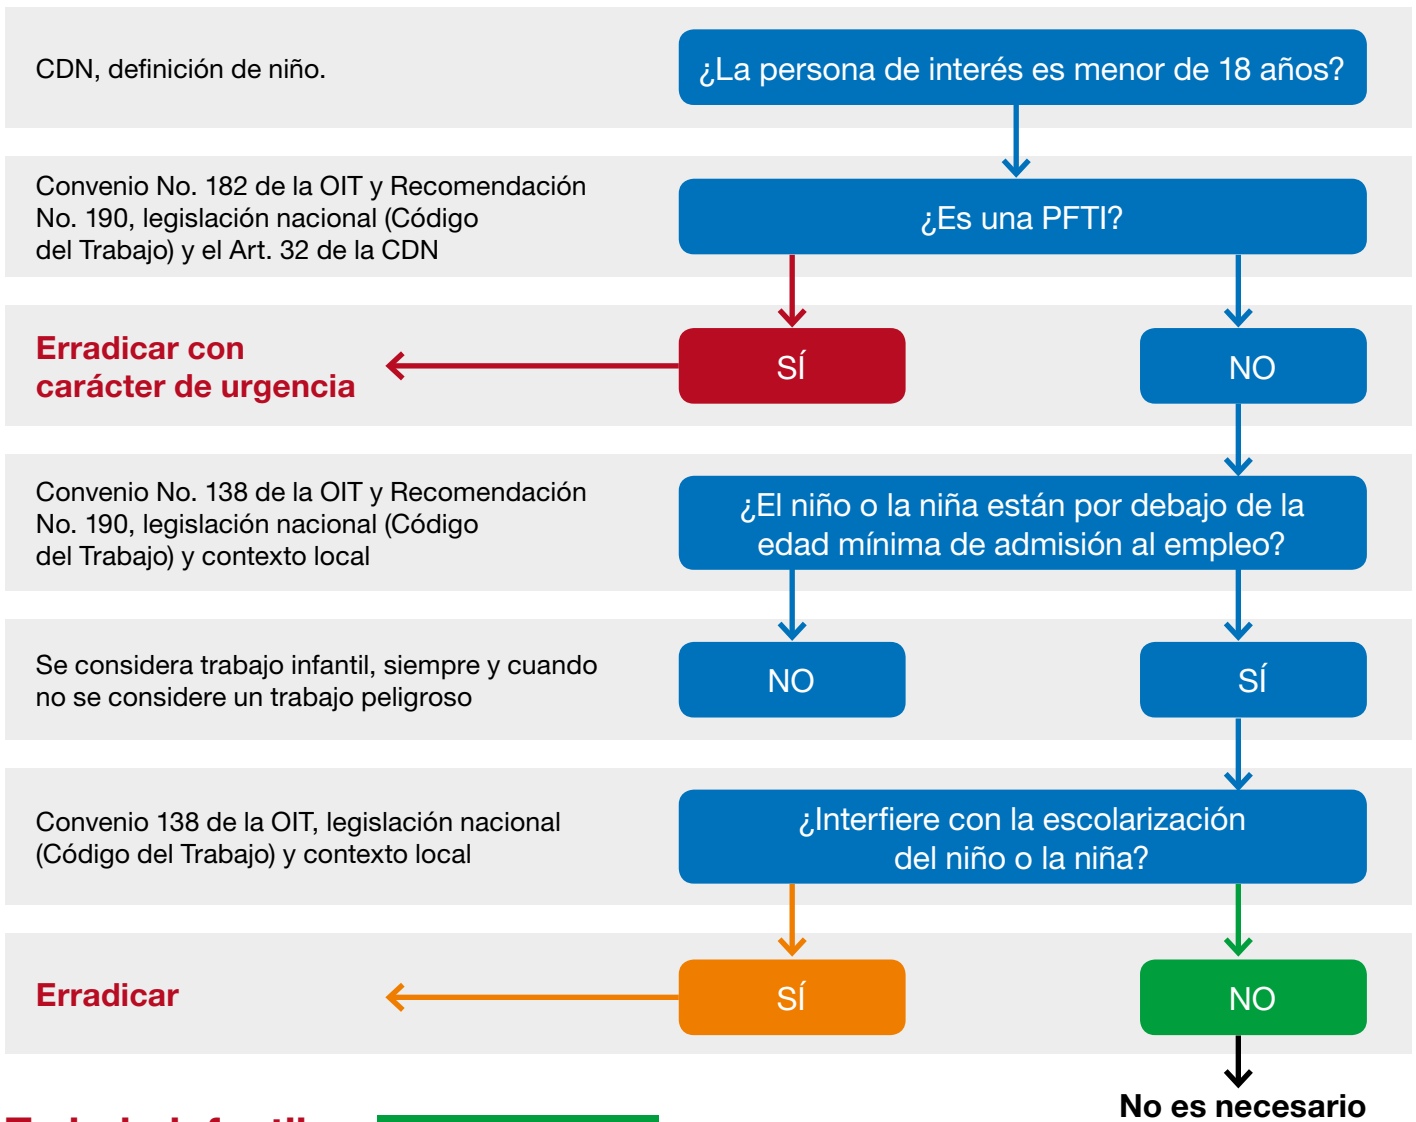 CDN, definición de niño.
¿La persona de interés es menor de 18 años?
Convenio No. 182 de la OIT y Recomendación
No. 190, legislación nacional (Código
del Trabajo) y el Art. 32 de la CDN
¿Es una PFTI?
Erradicar con
carácter de urgencia
SÍ
NO
Convenio No. 138 de la OIT y Recomendación
No. 190, legislación nacional (Código
del Trabajo) y contexto local
¿El niño o la niña están por debajo de la
edad mínima de admisión al empleo?
Se considera trabajo infantil, siempre y cuando
no se considere un trabajo peligroso
NO
SÍ
Convenio 138 de la OIT, legislación nacional
(Código del Trabajo) y contexto local
¿Interfiere con la escolarización
del niño o la niña?
Erradicar
SÍ
NO
No es necesario